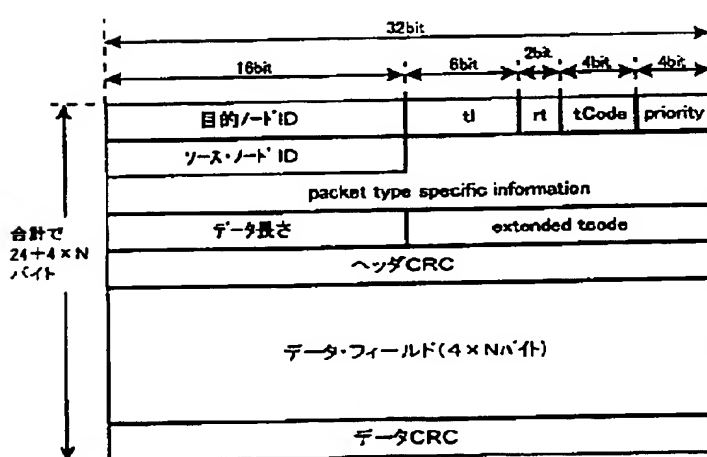 32bit
16bit 6bit 2bit 4bit 4bit
目的ノードID tl rt tCode priority
ソース・ノードID
packet type specific information
データ長さ extended tcode
合計で
24+4×N
バイト
ヘッダCRC
データ・フィールド(4×Nバイト)
データCRC